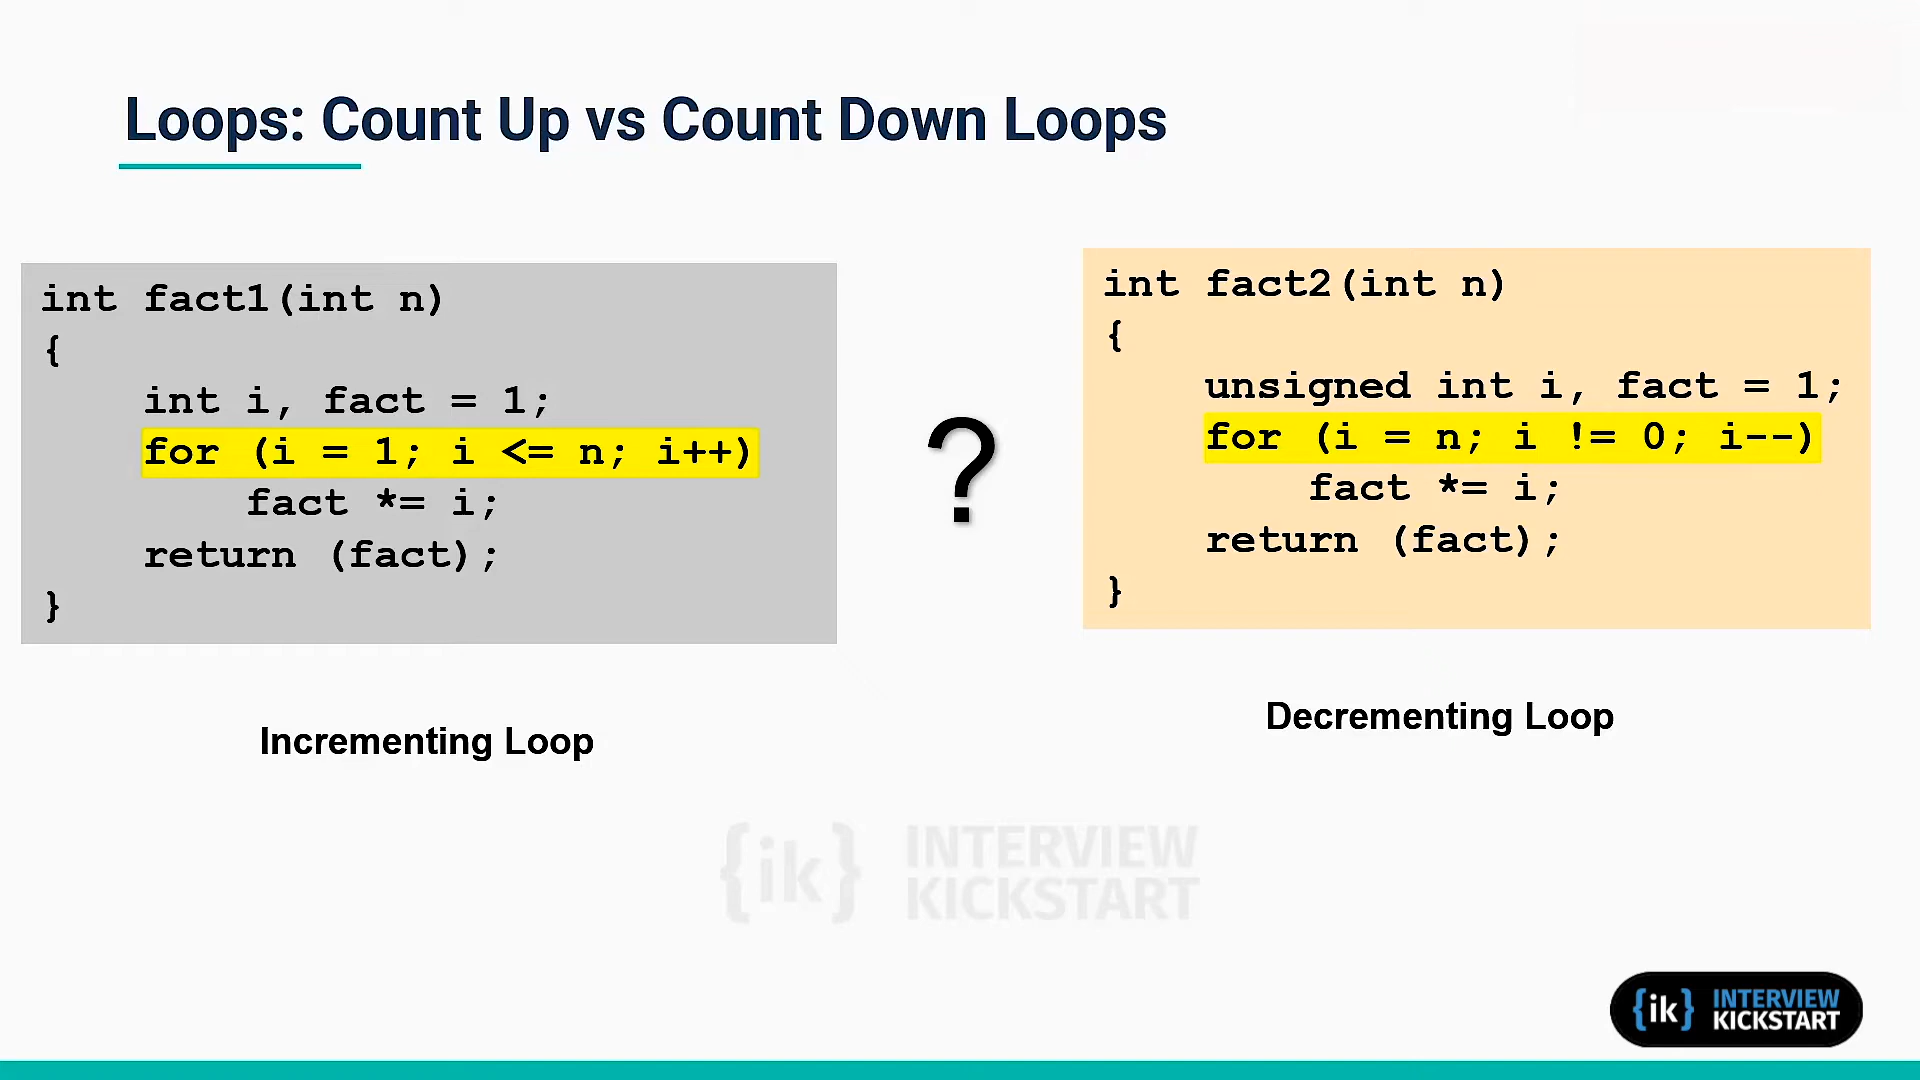 Loops: Count Up vs Count Down Loops
int fact1(int n)
{
    int i, fact = 1;
    for (i = 1; i <= n; i++)
        fact *= i;
    return (fact);
}
Incrementing Loop
?
int fact2(int n)
{
    unsigned int i, fact = 1;
    for (i = n; i != 0; i--)
        fact *= i;
    return (fact);
}
Decrementing Loop
{ik} INTERVIEW
KICKSTART
{ik} INTERVIEW
KICKSTART